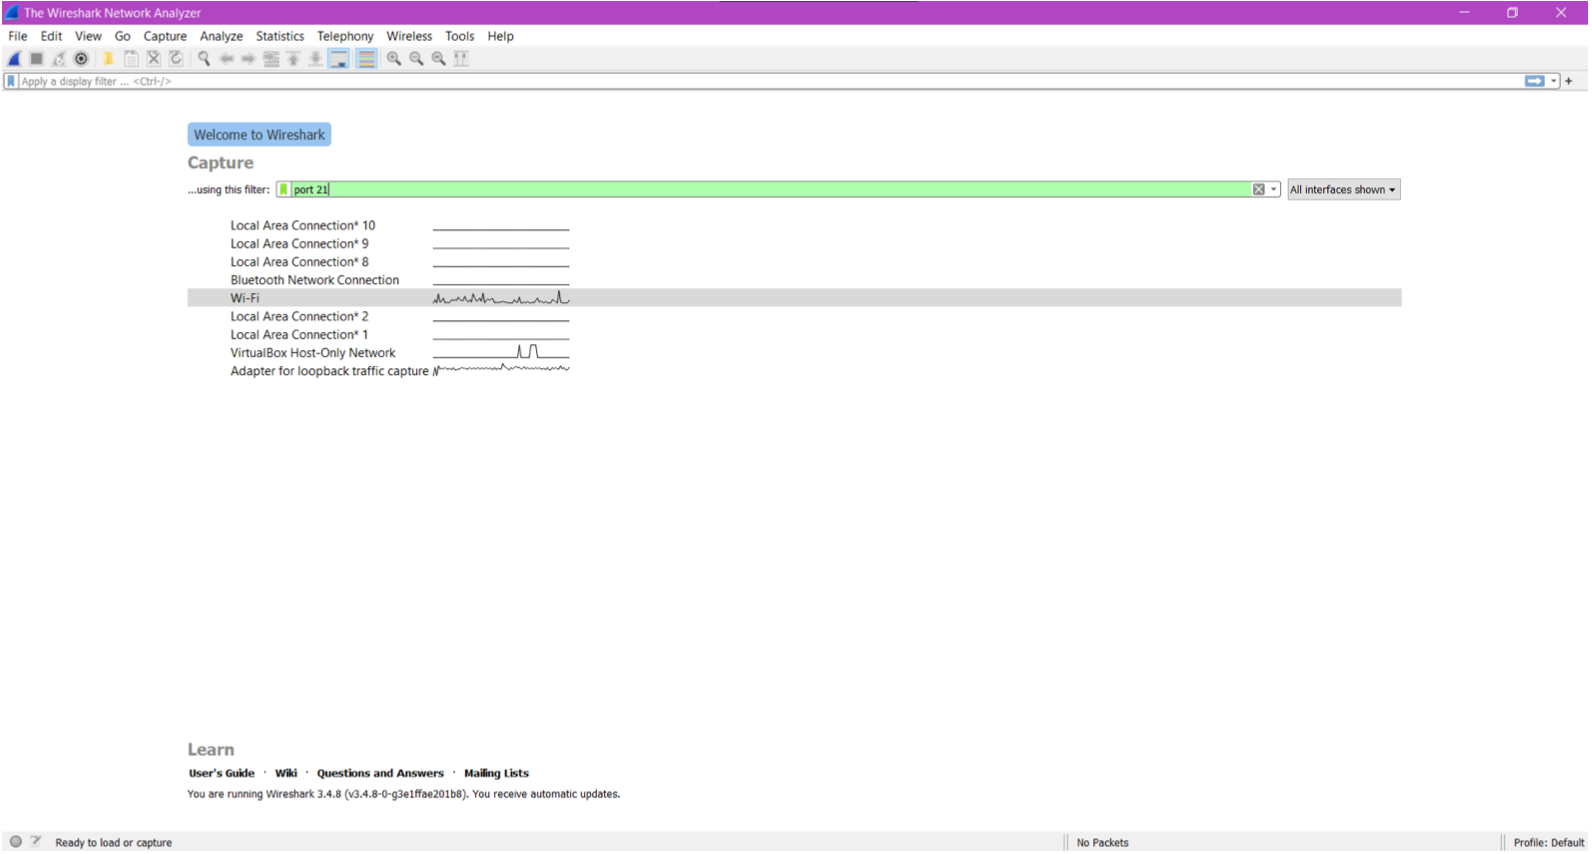 The Wireshark Network Analyzer
File Edit View Go Capture Analyze Statistics Telephony Wireless Tools Help
Apply a display filter ... <Ctrl-/>
+
Welcome to Wireshark
Capture
...using this filter: port 21
All interfaces shown
Local Area Connection* 10
Local Area Connection* 9
Local Area Connection* 8
Bluetooth Network Connection
Wi-Fi
Local Area Connection* 2
Local Area Connection* 1
VirtualBox Host-Only Network
Adapter for loopback traffic capture
Learn
User's Guide · Wiki · Questions and Answers · Mailing Lists
You are running Wireshark 3.4.8 (v3.4.8-0-g3e1ffae201b8). You receive automatic updates.
Ready to load or capture No Packets Profile: Default